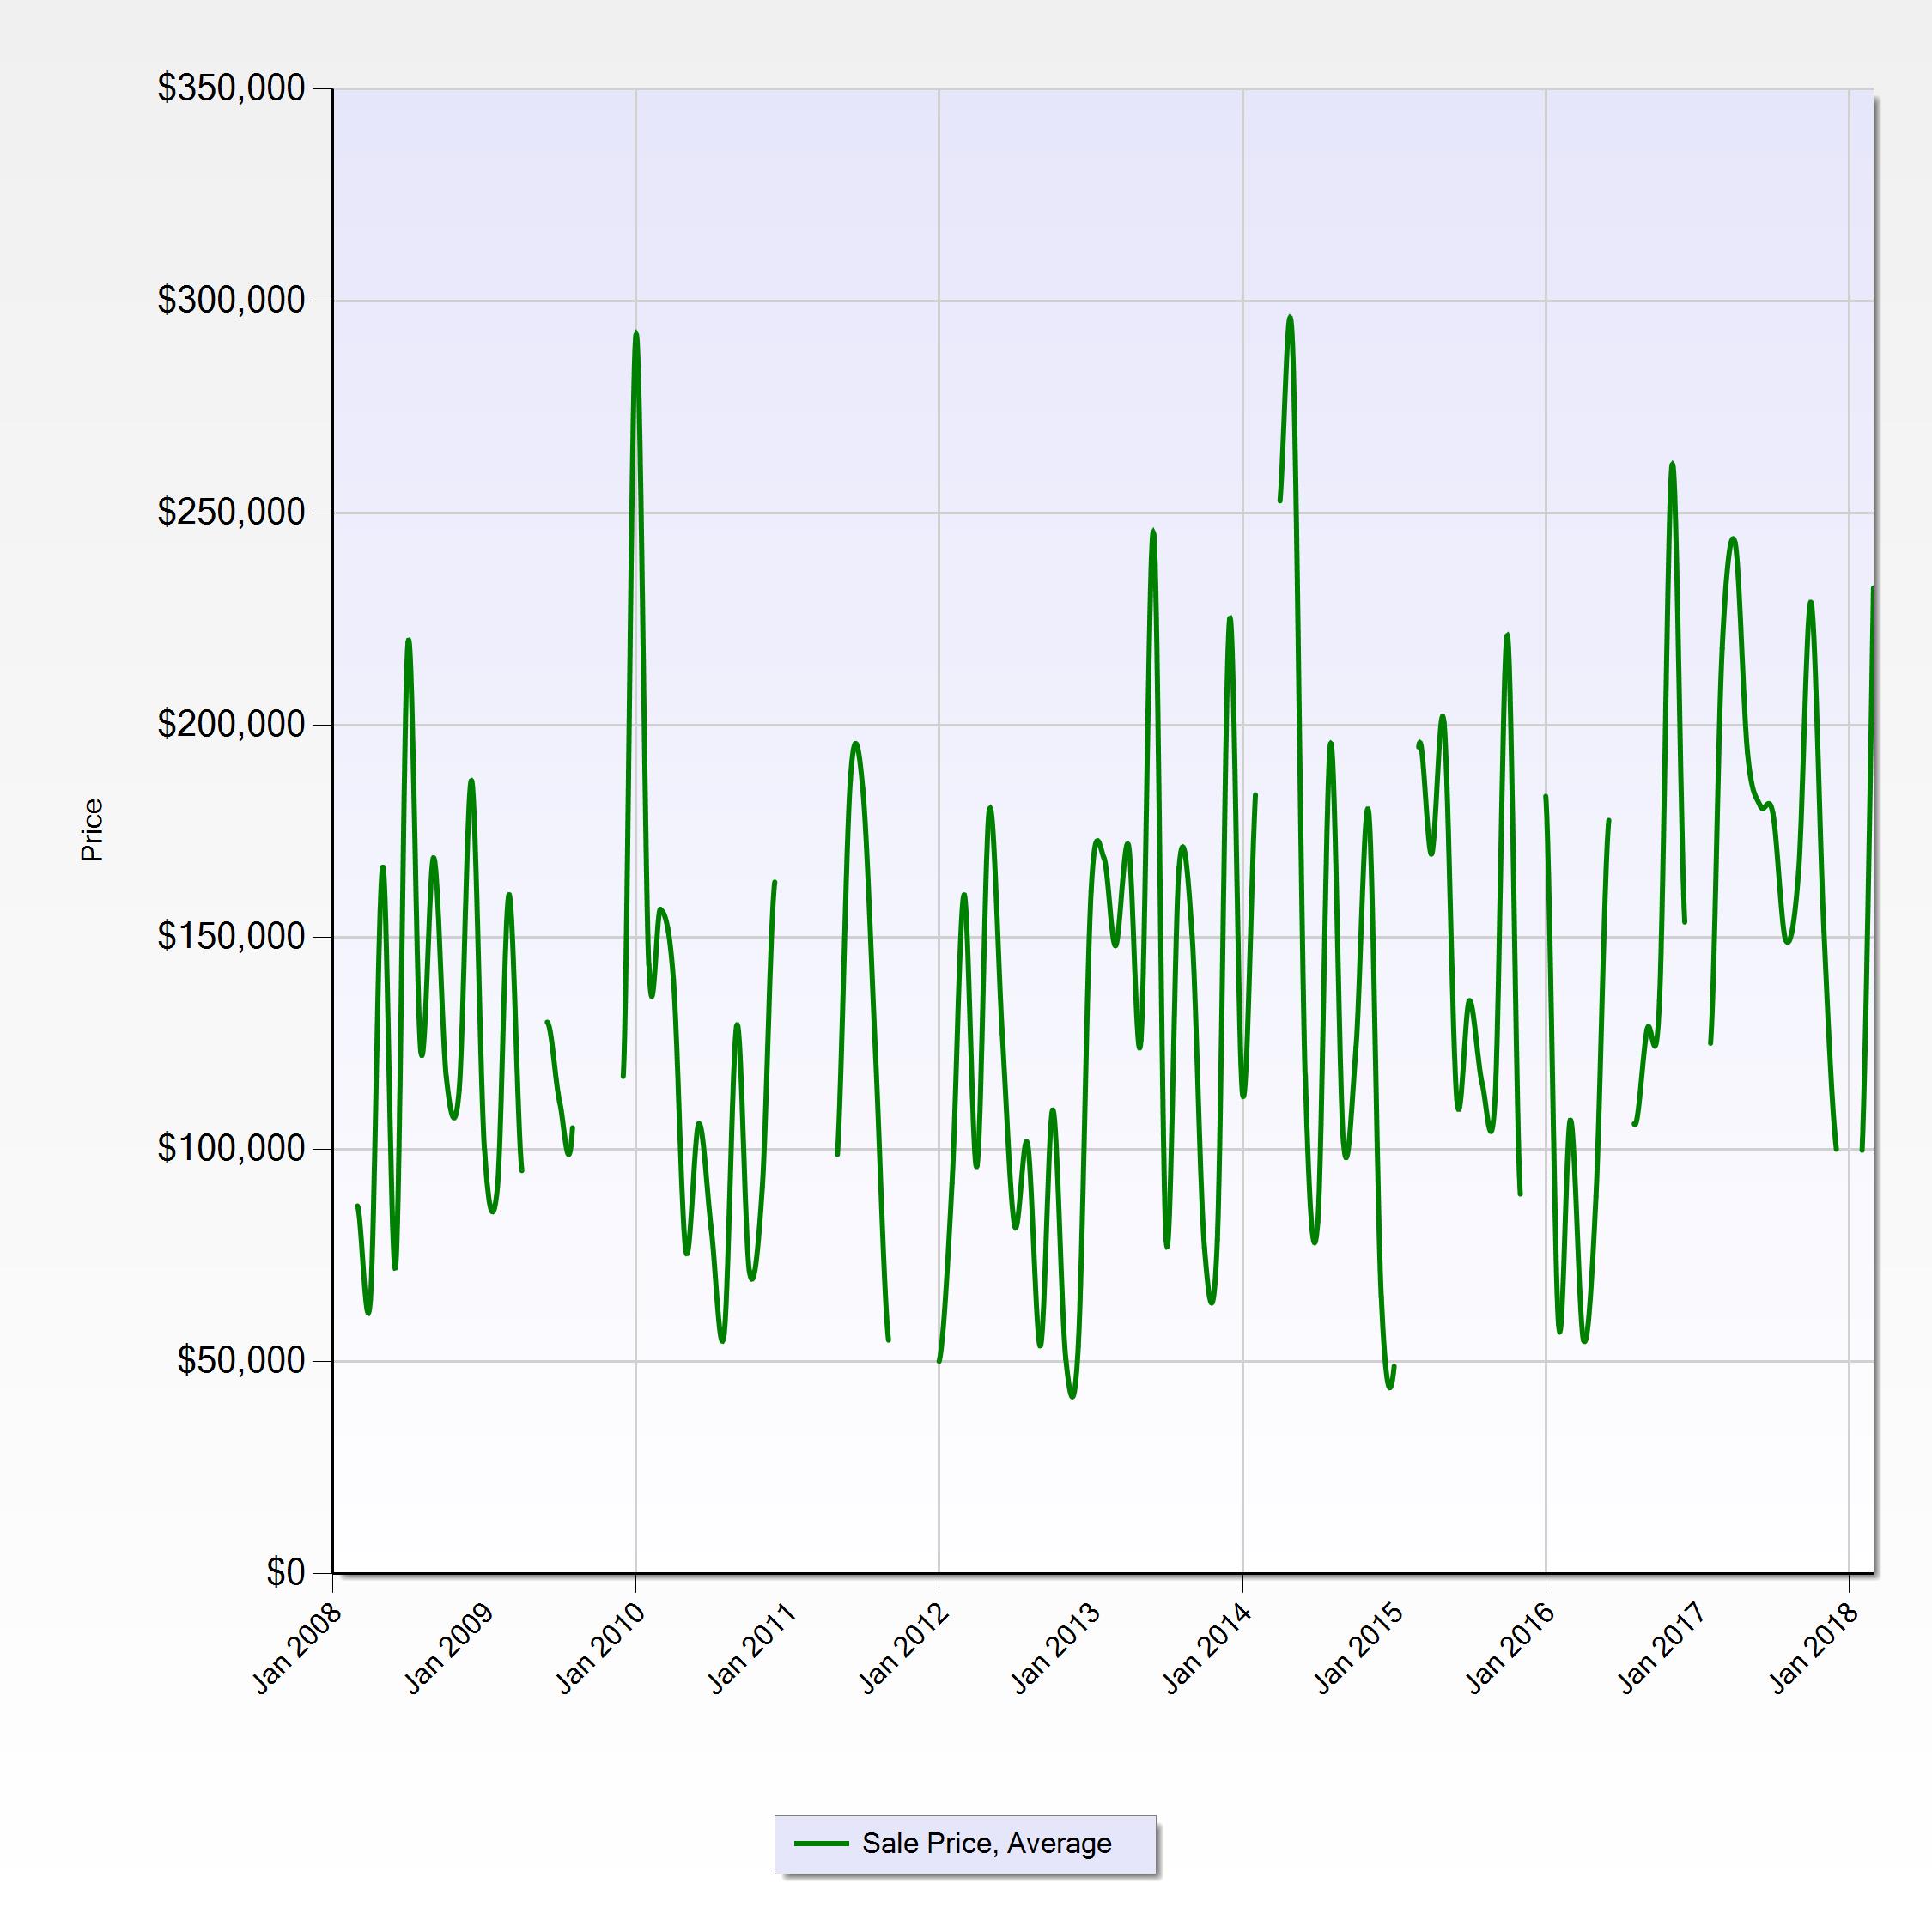 $350,000
$300,000
$250,000
$200,000
$150,000
$100,000
$50,000
$0
Price
Jan 2008
Jan 2009
Jan 2010
Jan 2011
Jan 2012
Jan 2013
Jan 2014
Jan 2015
Jan 2016
Jan 2017
Jan 2018
Sale Price, Average